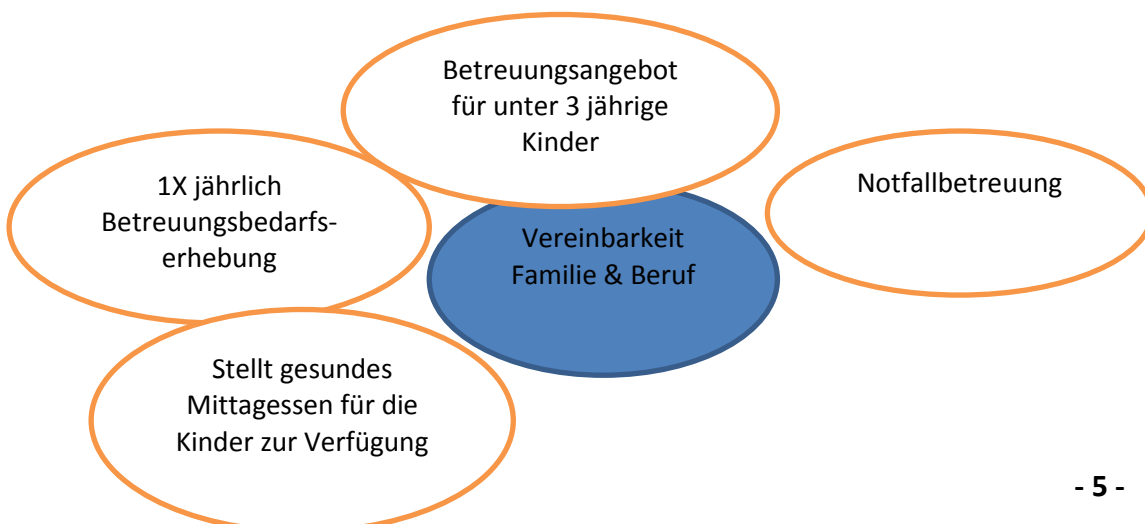 Betreuungsangebot
für unter 3 jährige
Kinder
1X jährlich
Betreuungsbedarfs-
erhebung
Notfallbetreuung
Vereinbarkeit
Familie & Beruf
Stellt gesundes
Mittagessen für die
Kinder zur Verfügung
- 5 -